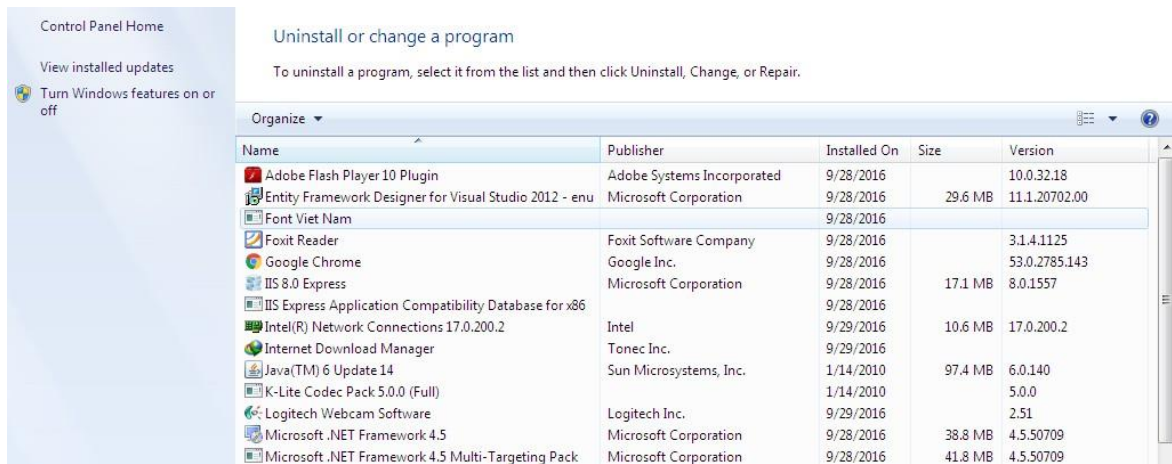 Control Panel Home
View installed updates
Turn Windows features on or
off
Uninstall or change a program
To uninstall a program, select it from the list and then click Uninstall, Change, or Repair.
Organize
Name Publisher Installed On Size Version
Adobe Flash Player 10 Plugin Adobe Systems Incorporated 9/28/2016 10.0.32.18
Entity Framework Designer for Visual Studio 2012 - enu Microsoft Corporation 9/28/2016 29.6 MB 11.1.20702.00
Font Viet Nam 9/28/2016
Foxit Reader Foxit Software Company 9/28/2016 3.1.4.1125
Google Chrome Google Inc. 9/28/2016 53.0.2785.143
IIS 8.0 Express Microsoft Corporation 9/28/2016 17.1 MB 8.0.1557
IIS Express Application Compatibility Database for x86 9/28/2016
Intel(R) Network Connections 17.0.200.2 Intel 9/29/2016 10.6 MB 17.0.200.2
Internet Download Manager Tonec Inc. 9/29/2016
Java(TM) 6 Update 14 Sun Microsystems, Inc. 1/14/2010 97.4 MB 6.0.140
K-Lite Codec Pack 5.0.0 (Full) 1/14/2010 5.0.0
Logitech Webcam Software Logitech Inc. 9/29/2016 2.51
Microsoft .NET Framework 4.5 Microsoft Corporation 9/28/2016 38.8 MB 4.5.50709
Microsoft .NET Framework 4.5 Multi-Targeting Pack Microsoft Corporation 9/28/2016 41.8 MB 4.5.50709